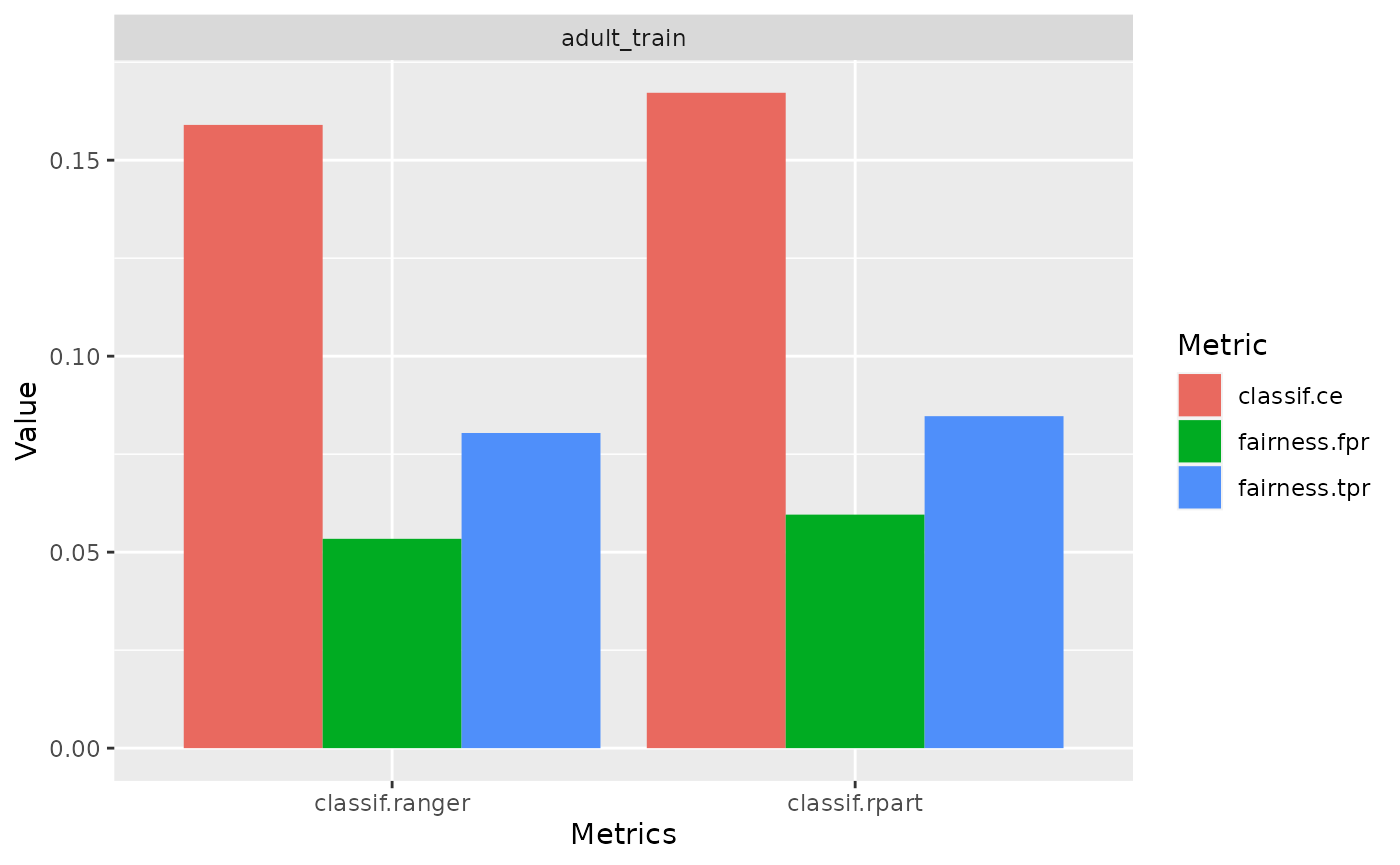 adult_train
0.15
0.10
0.05
0.00
Value
classif.ranger
classif.rpart
Metrics
Metric
classif.ce
fairness.fpr
fairness.tpr